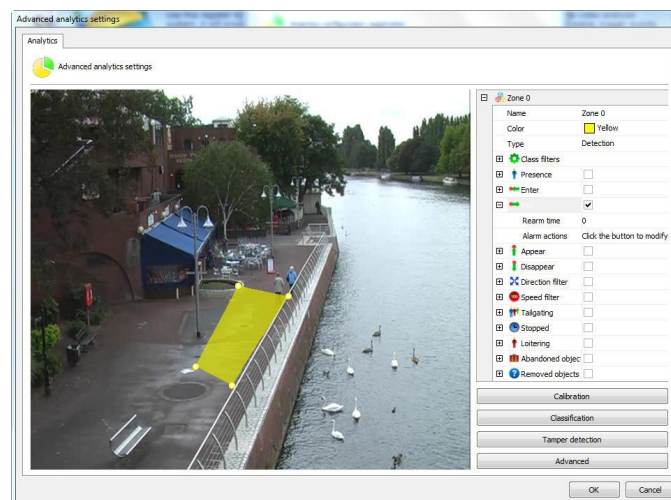 Advanced analytics settings
Analytics
Advanced analytics settings
Zone 0
Name Zone 0
Color Yellow
Type Detection
Class filters
Presence
Enter
Rearm time 0
Alarm actions Click the button to modify
Appear
Disappear
Direction filter
Speed filter
Tailgating
Stopped
Loitering
Abandoned objec
Removed objects
Calibration
Classification
Tamper detection
Advanced
OK Cancel